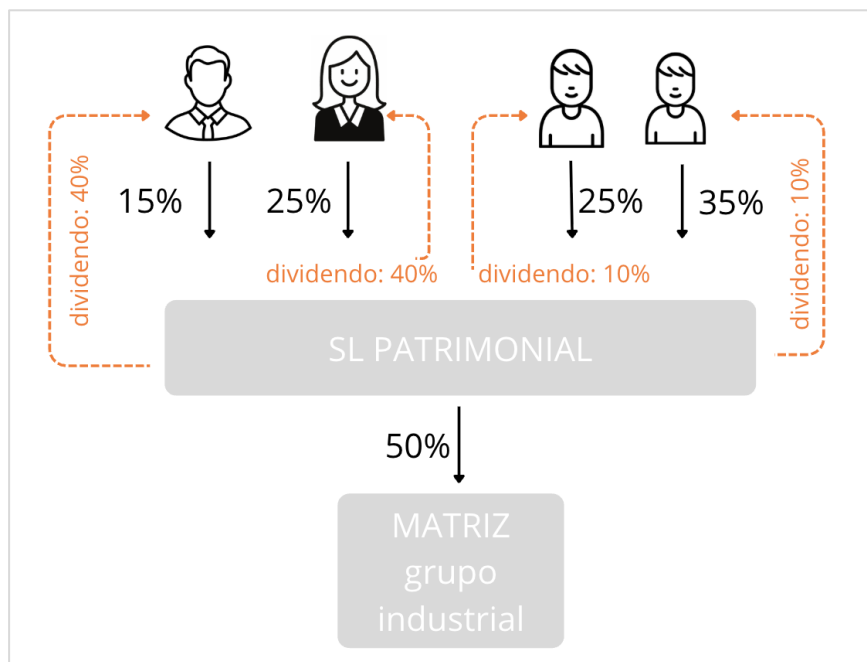 15%
25%
25%
35%
dividendo: 40%
dividendo: 40%
dividendo: 10%
dividendo: 10%
SL PATRIMONIAL
50%
MATRIZ
grupo
industrial